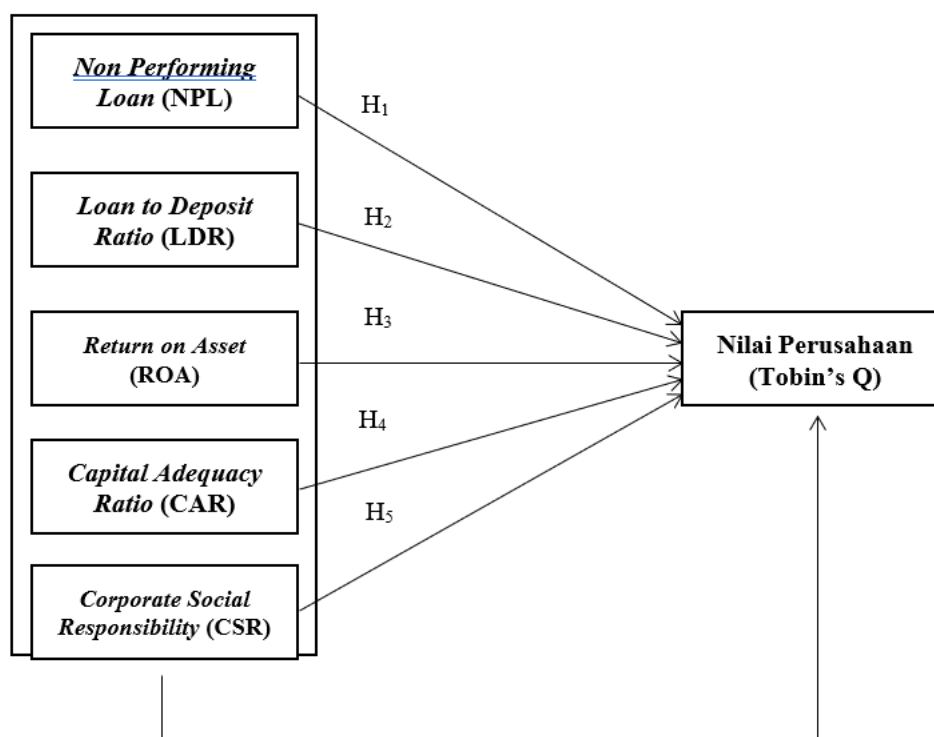 Non Performing
Loan (NPL)
H1
Loan to Deposit
Ratio (LDR)
H2
Return on Asset
(ROA)
H3
Nilai Perusahaan
(Tobin’s Q)
Capital Adequacy
Ratio (CAR)
H4
Corporate Social
Responsibility (CSR)
H5